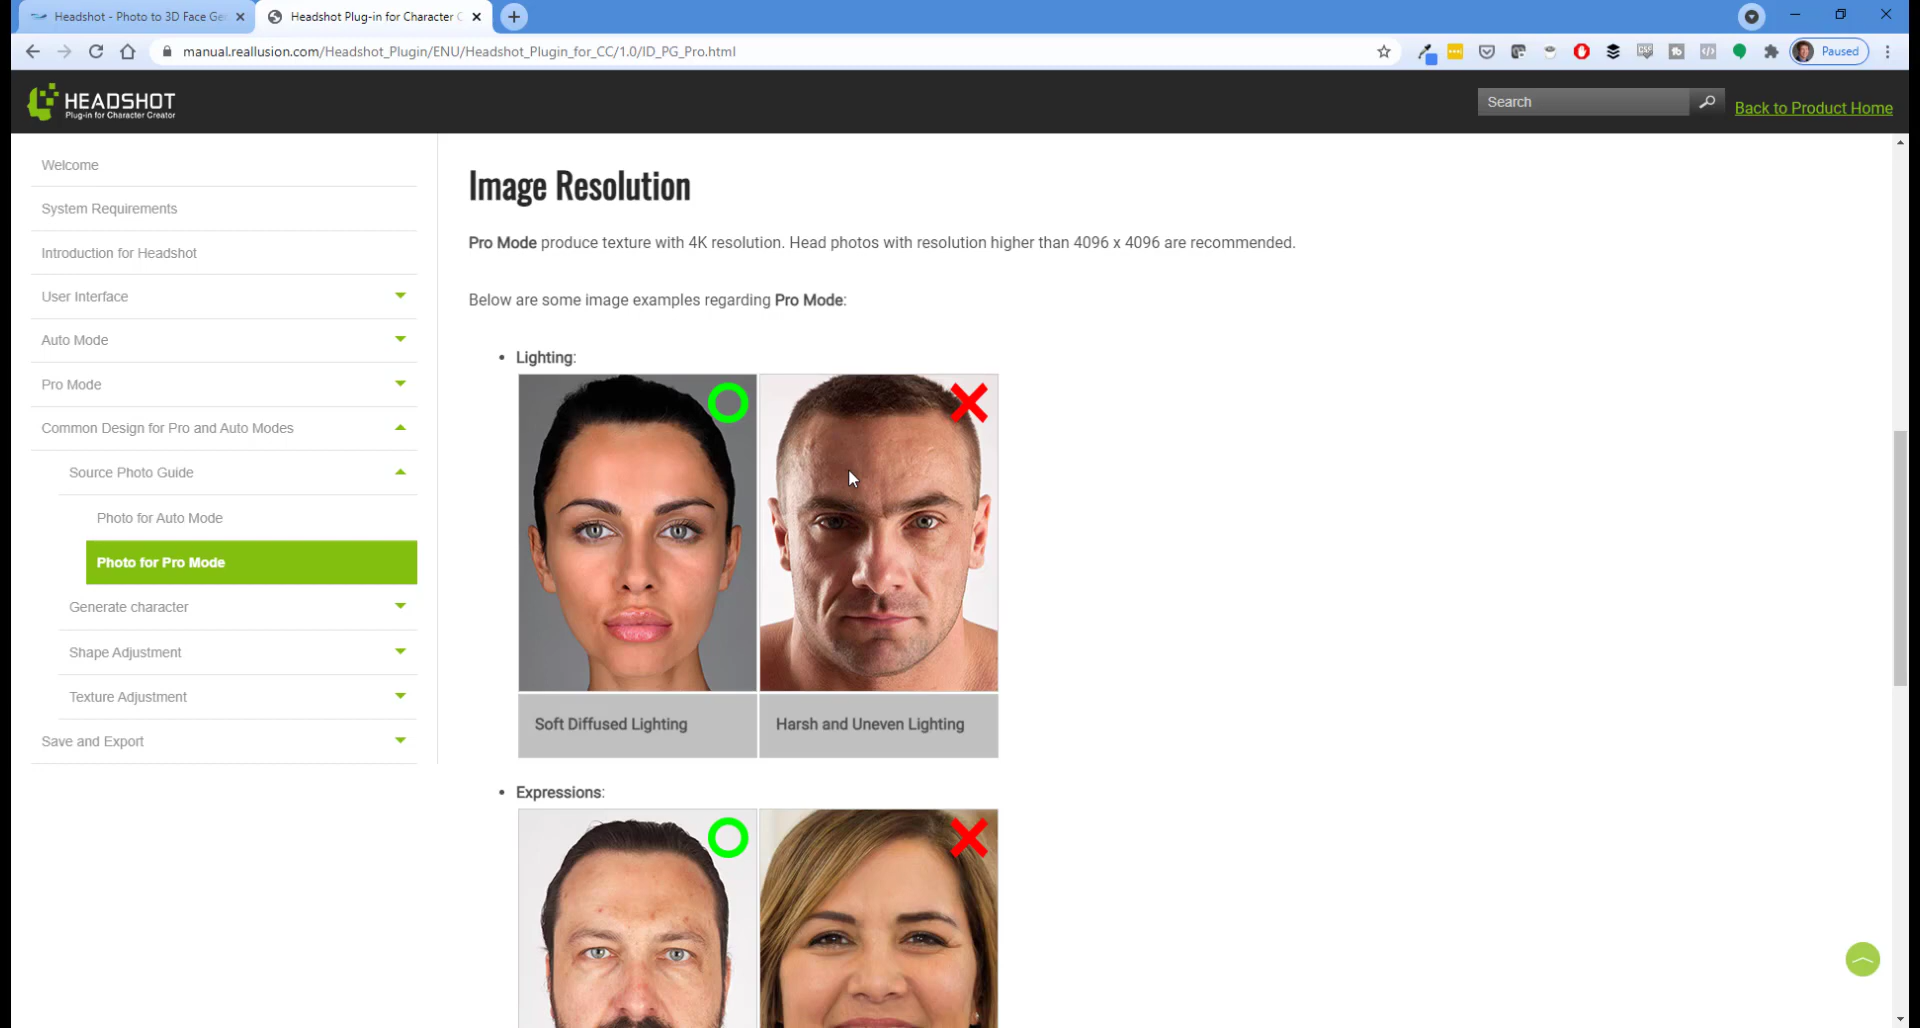 Headshot - Photo to 3D Face Ge
Headshot Plug-in for Character C
manual.reallusion.com/Headshot_Plugin/ENU/Headshot_Plugin_for_CC/1.0/ID_PG_Pro.html
Paused
HEADSHOT
Plug-in for Character Creator
Search
Back to Product Home
Welcome
System Requirements
Introduction for Headshot
User Interface
Auto Mode
Pro Mode
Common Design for Pro and Auto Modes
Source Photo Guide
Photo for Auto Mode
Photo for Pro Mode
Generate character
Shape Adjustment
Texture Adjustment
Save and Export
Image Resolution
Pro Mode produce texture with 4K resolution. Head photos with resolution higher than 4096 x 4096 are recommended.
Below are some image examples regarding Pro Mode:
• Lighting:
Soft Diffused Lighting
Harsh and Uneven Lighting
• Expressions: